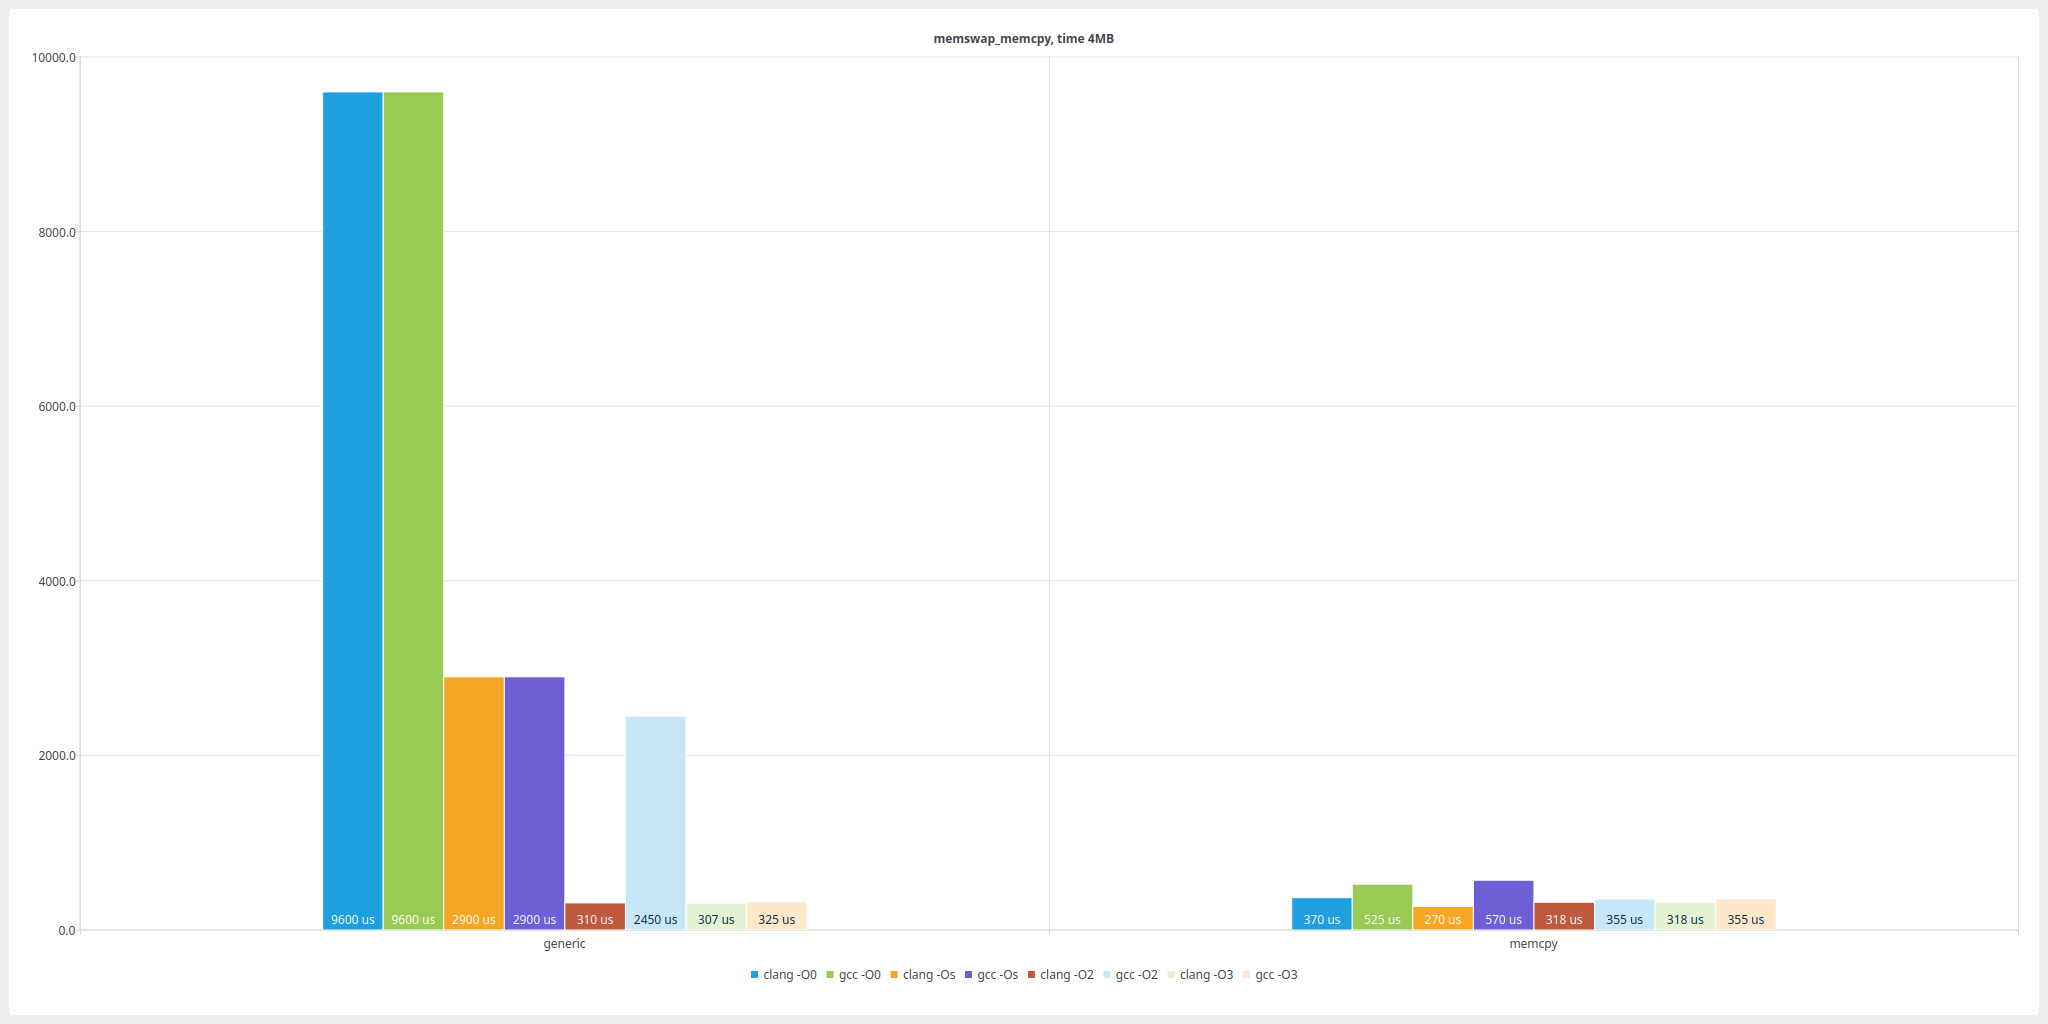 memswap_memcpy, time 4MB
10000.0
8000.0
6000.0
4000.0
2000.0
0.0
9600 us 9600 us 2900 us 2900 us 310 us 2450 us 307 us 325 us 370 us 525 us 270 us 570 us 318 us 355 us 318 us 355 us
generic memcpy
clang -O0 gcc -O0 clang -Os gcc -Os clang -O2 gcc -O2 clang -O3 gcc -O3